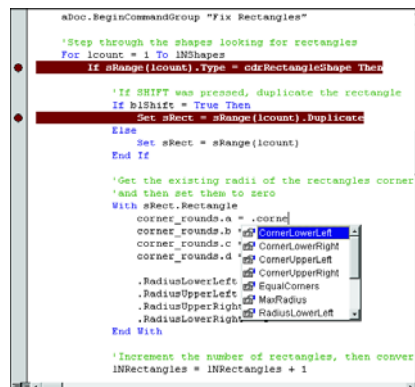 aDoc.BeginCommandGroup "Fix Rectangles"
'Step through the shapes looking for rectangles
For lcount = 1 To lNShapes
If sRange(lcount).Type = cdrRectangleShape Then
'If SHIFT was pressed, duplicate the rectangle
If blShift = True Then
Set sRect = sRange(lcount).Duplicate
Else
Set sRect = sRange(lcount)
End If
'Get the existing radii of the rectangles corner
'and then set them to zero
With sRect.Rectangle
corner_rounds.a = .corne
corner_rounds.b
corner_rounds.c
corner_rounds.d
CornerLowerLeft
CornerLowerRight
CornerUpperLeft
CornerUpperRight
EqualCorners
MaxRadius
RadiusLowerLeft
.RadiusLowerLeft
.RadiusUpperLeft
.RadiusUpperRight
.RadiusLowerRight
End With
'Increment the number of rectangles, then conver
lNRectangles = lNRectangles + 1